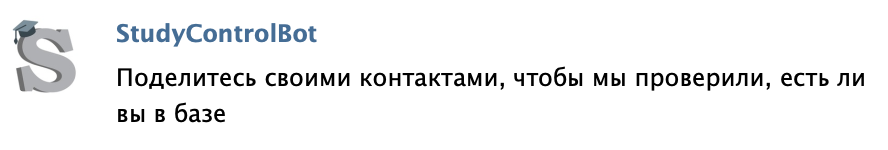 StudyControlBot
Поделитесь своими контактами, чтобы мы проверили, есть ли
вы в базе